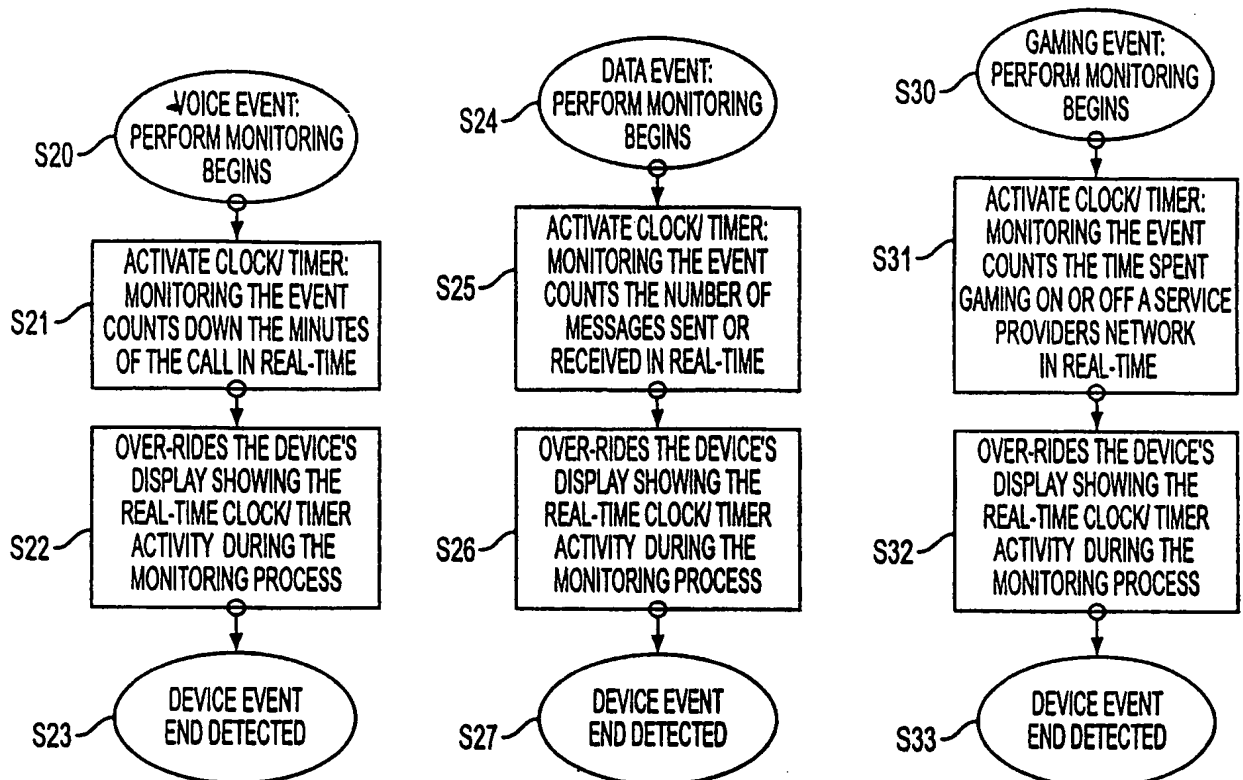 VOICE EVENT:
PERFORM MONITORING
BEGINS
S20
ACTIVATE CLOCK/ TIMER:
MONITORING THE EVENT
COUNTS DOWN THE MINUTES
OF THE CALL IN REAL-TIME
S21
OVER-RIDES THE DEVICE'S
DISPLAY SHOWING THE
REAL-TIME CLOCK/ TIMER
ACTIVITY DURING THE
MONITORING PROCESS
S22
DEVICE EVENT
END DETECTED
S23
DATA EVENT:
PERFORM MONITORING
BEGINS
S24
ACTIVATE CLOCK/ TIMER:
MONITORING THE EVENT
COUNTS THE NUMBER OF
MESSAGES SENT OR
RECEIVED IN REAL-TIME
S25
OVER-RIDES THE DEVICE'S
DISPLAY SHOWING THE
REAL-TIME CLOCK/ TIMER
ACTIVITY DURING THE
MONITORING PROCESS
S26
DEVICE EVENT
END DETECTED
S27
GAMING EVENT:
PERFORM MONITORING
BEGINS
S30
ACTIVATE CLOCK/ TIMER:
MONITORING THE EVENT
COUNTS THE TIME SPENT
GAMING ON OR OFF A SERVICE
PROVIDERS NETWORK
IN REAL-TIME
S31
OVER-RIDES THE DEVICE'S
DISPLAY SHOWING THE
REAL-TIME CLOCK/ TIMER
ACTIVITY DURING THE
MONITORING PROCESS
S32
DEVICE EVENT
END DETECTED
S33